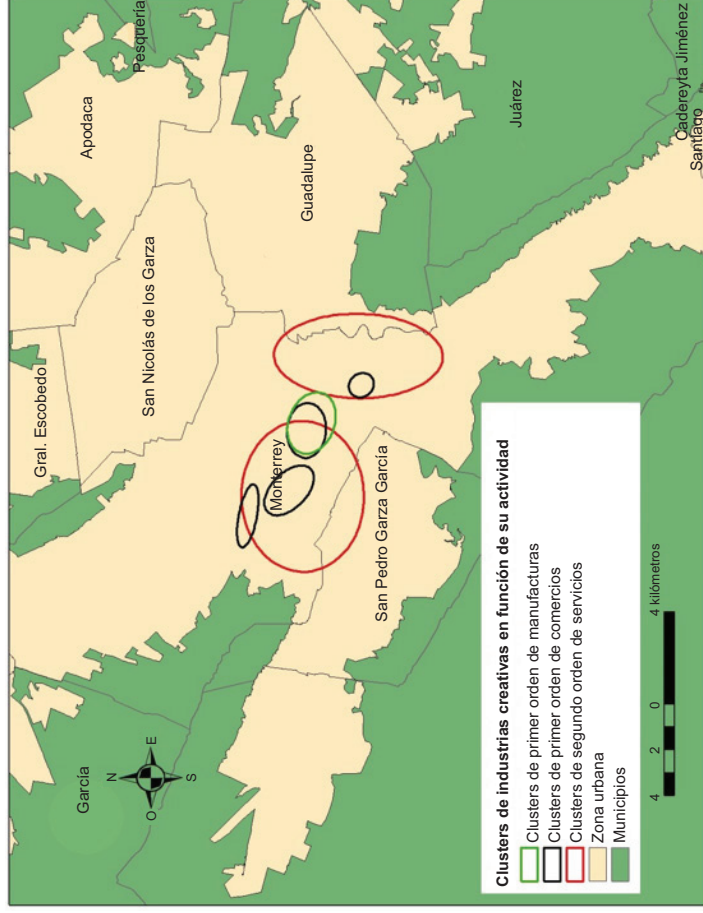 Gral. Escobedo
Apodaca
Pesquería
San Nicolás de los Garza
Guadalupe
García
N
O
E
S
Monterrey
San Pedro Garza García
Juárez
Cadereyta Jiménez
Santiago
Clusters de industrias creativas en función de su actividad
Clusters de primer orden de manufacturas
Clusters de primer orden de comercios
Clusters de segundo orden de servicios
Zona urbana
Municipios
4 2 0 4 kilómetros